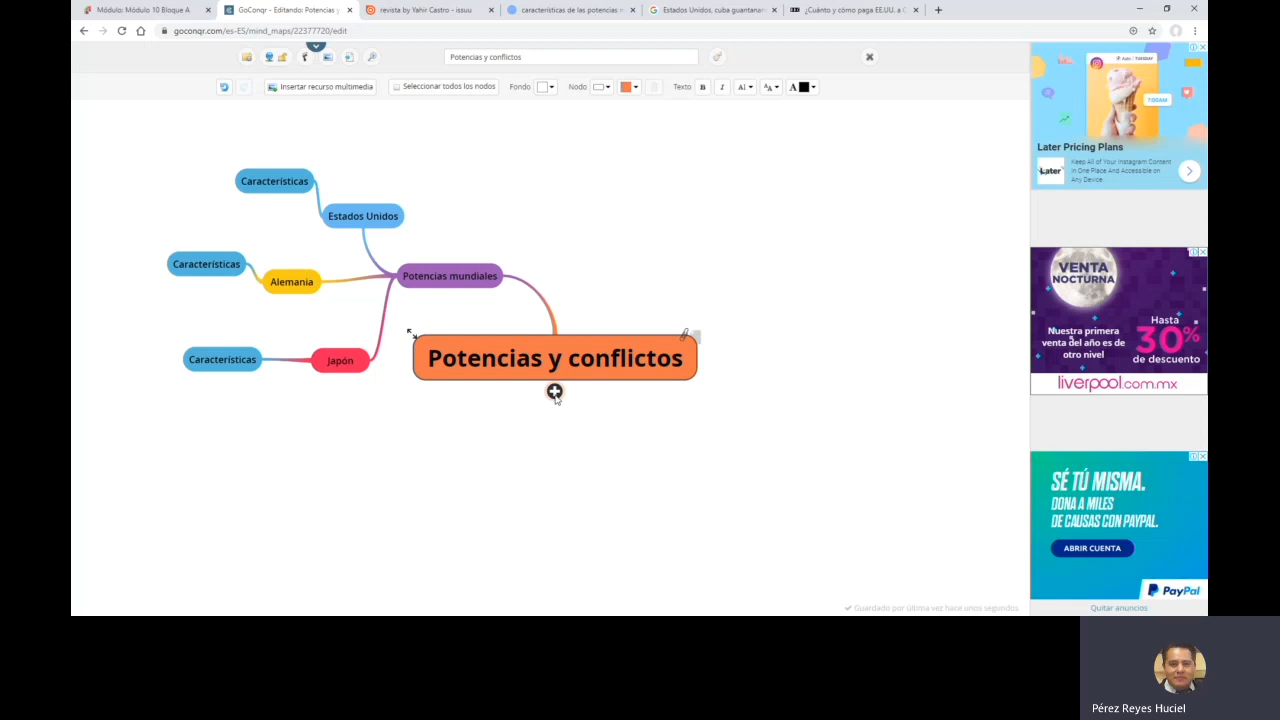 Módulo: Módulo 10 Bloque A
GoConqr - Editando: Potencias y
revista by Yahir Castro - issuu
características de las potencias m
Estados Unidos, cuba guantanam
¿Cuánto y cómo paga EE.UU. a C
goconqr.com/es-ES/mind_maps/22377720/edit
Potencias y conflictos
Insertar recurso multimedia
Seleccionar todos los nodos
Fondo
Nodo
Texto
B
I
A
Características
Estados Unidos
Características
Alemania
Potencias mundiales
Características
Japón
Potencias y conflictos
Auto / TUESDAY
1:00AM
Later Pricing Plans
Later
Keep All of Your Instagram Content
in One Place And Accessible on
Any Device.
VENTA
NOCTURNA
Nuestra primera
venta del año es de
otro nivel
Hasta
30%
de descuento
liverpool.com.mx
SÉ TÚ MISMA.
DONA A MILES
DE CAUSAS CON PAYPAL.
ABRIR CUENTA
PayPal
Guardado por última vez hace unos segundos
Quitar anuncios
Pérez Reyes Huciel